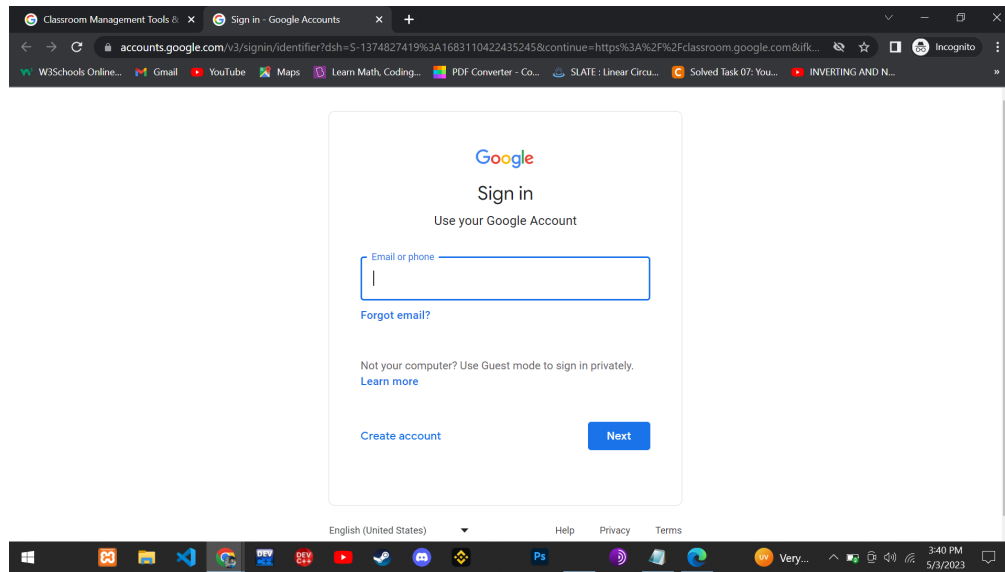 Classroom Management Tools &
Sign in - Google Accounts
accounts.google.com/v3/signin/identifier?dsh=S-1374827419%3A1683110422435245&continue=https%3A%2F%2Fclassroom.google.com&ifk...
Incognito
W3Schools Online...
Gmail
YouTube
Maps
Learn Math, Coding...
PDF Converter - Co...
SLATE : Linear Circu...
Solved Task 07: You...
INVERTING AND N...
»
Google
Sign in
Use your Google Account
Email or phone
Forgot email?
Not your computer? Use Guest mode to sign in privately.
Learn more
Create account
Next
English (United States)
Help
Privacy
Terms
DEV
DEV
C++
Ps
UV
Very...
3:40 PM
5/3/2023